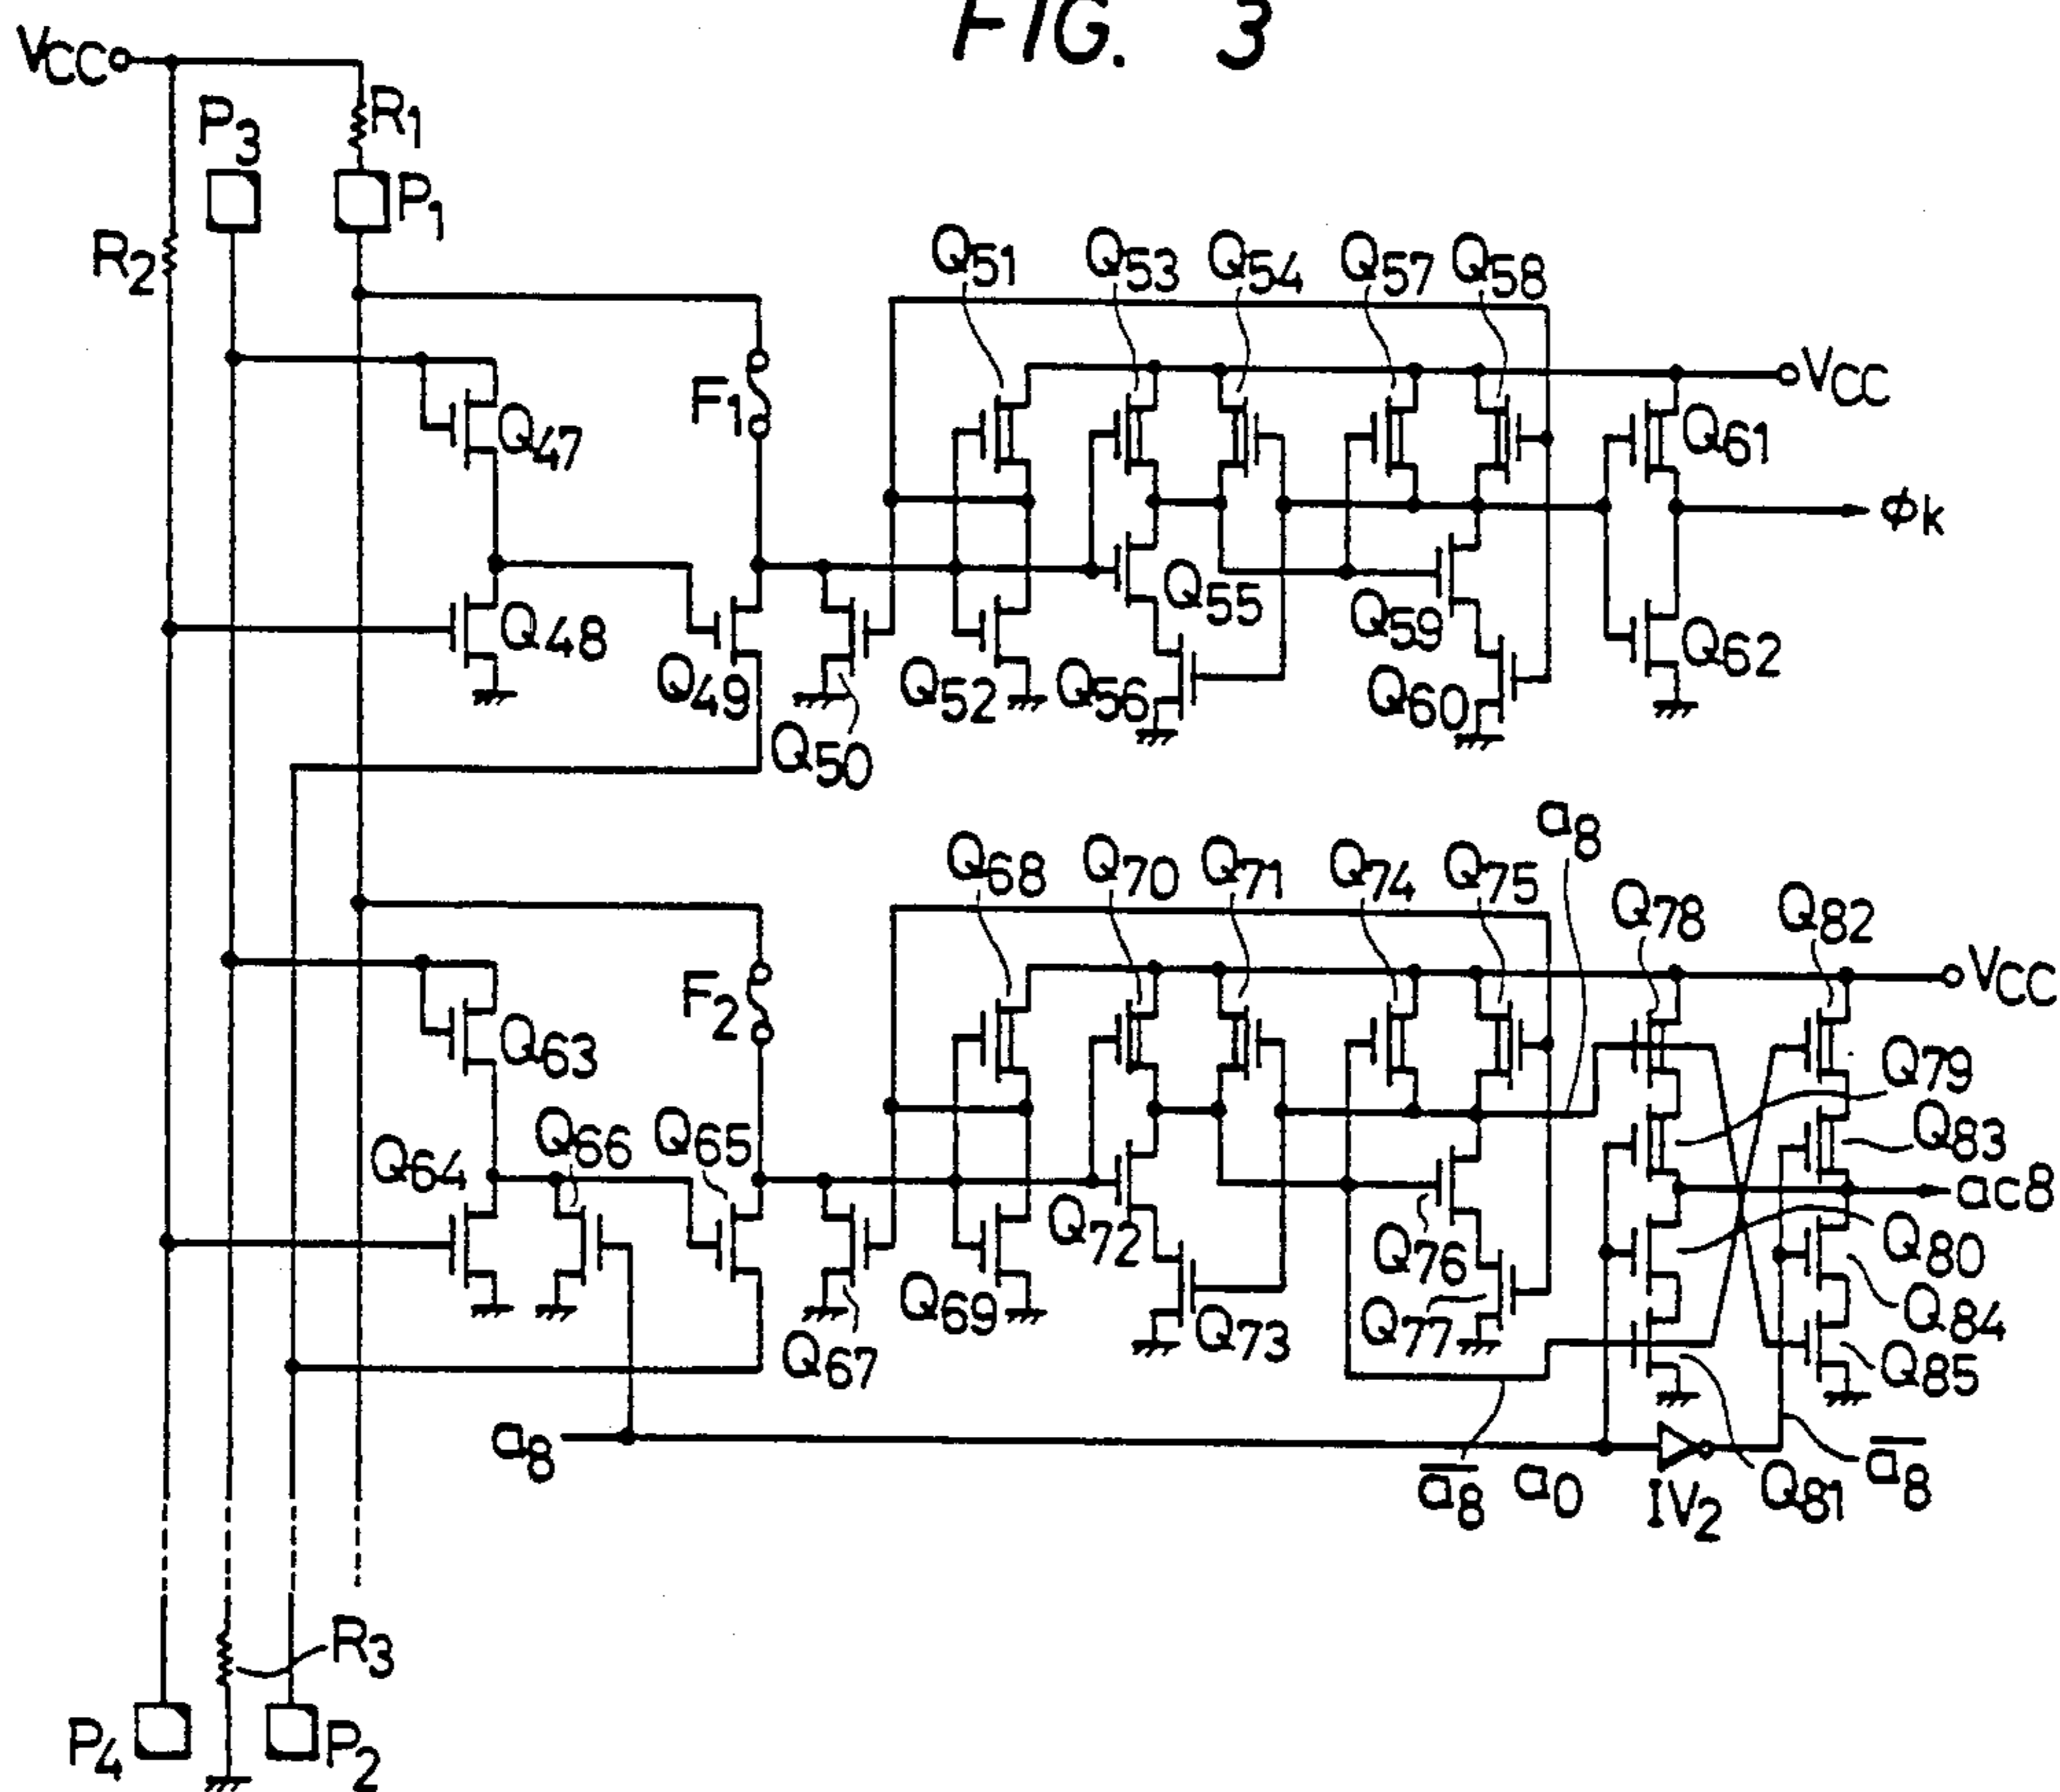 FIG. 3
VCC
P3
R1
P1
R2
Q51
Q53
Q54
Q57
Q58
VCC
F1
Q47
Q61
ϕk
Q55
Q59
Q48
Q62
Q49
Q52
Q56
Q60
Q50
a8
Q68
Q70
Q71
Q74
Q75
Q78
Q82
VCC
F2
Q63
Q79
Q83
Q66
Q65
Q64
ac8
Q72
Q76
Q80
Q69
Q73
Q77
Q84
Q67
Q85
a8
a̅8̅
a0
IV2
Q81
a̅8̅
R3
P4
P2